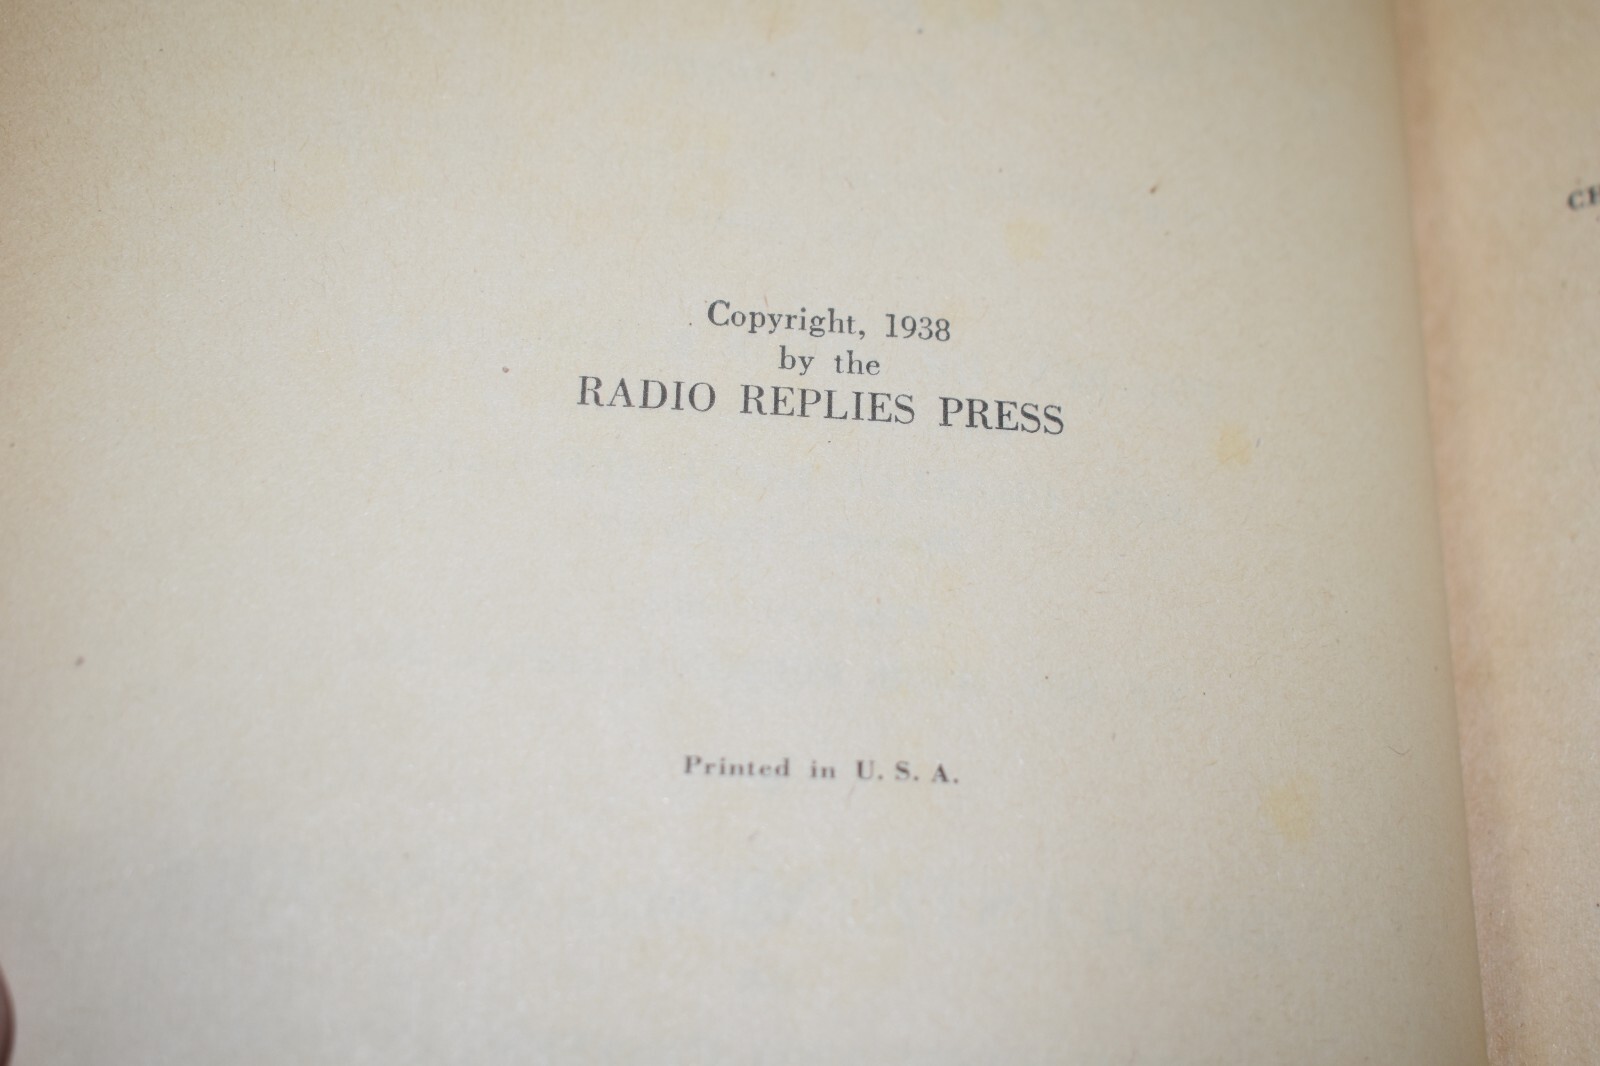 Copyright, 1938
by the
RADIO REPLIES PRESS
Printed in U. S. A.